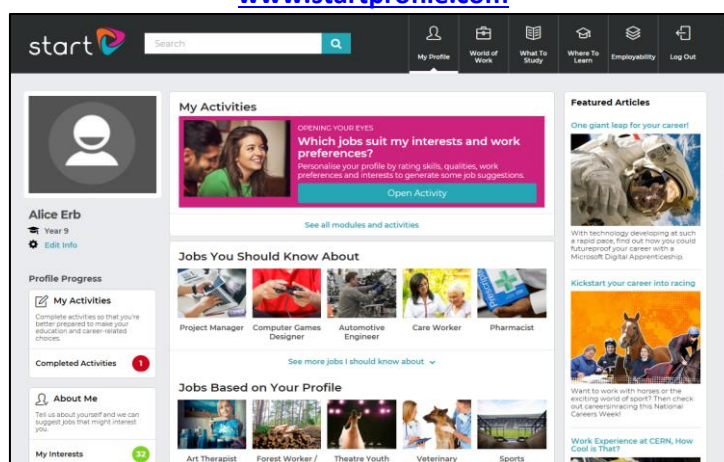 www.startprofile.com
start
Search
My Profile
World of
Work
What To
Study
Where To
Learn
Employability
Log Out
Alice Erb
Year 9
Edit Info
Profile Progress
My Activities
Complete activities so that you're
better prepared to make your
education and career-related
choices.
Completed Activities 1
About Me
Tell us about yourself and we can
suggest jobs that might interest
you.
My Interests 32
My Activities
OPENING YOUR EYES
Which jobs suit my interests and work
preferences?
Personalise your profile by rating skills, qualities, work
preferences and interests to generate some job suggestions.
Open Activity
See all modules and activities
Jobs You Should Know About
Project Manager
Computer Games
Designer
Automotive
Engineer
Care Worker
Pharmacist
See more jobs I should know about
Jobs Based on Your Profile
Art Therapist
Forest Worker /
Theatre Youth
Veterinary
Sports
Featured Articles
One giant leap for your career!
With technology developing at such
a rapid pace, find out how you could
futureproof your career with a
Microsoft Digital Apprenticeship.
Kickstart your career into racing
Want to work with horses or the
exciting world of sport? Then check
out careersinracing this National
Careers Week!
Work Experience at CERN, How
Cool is That?